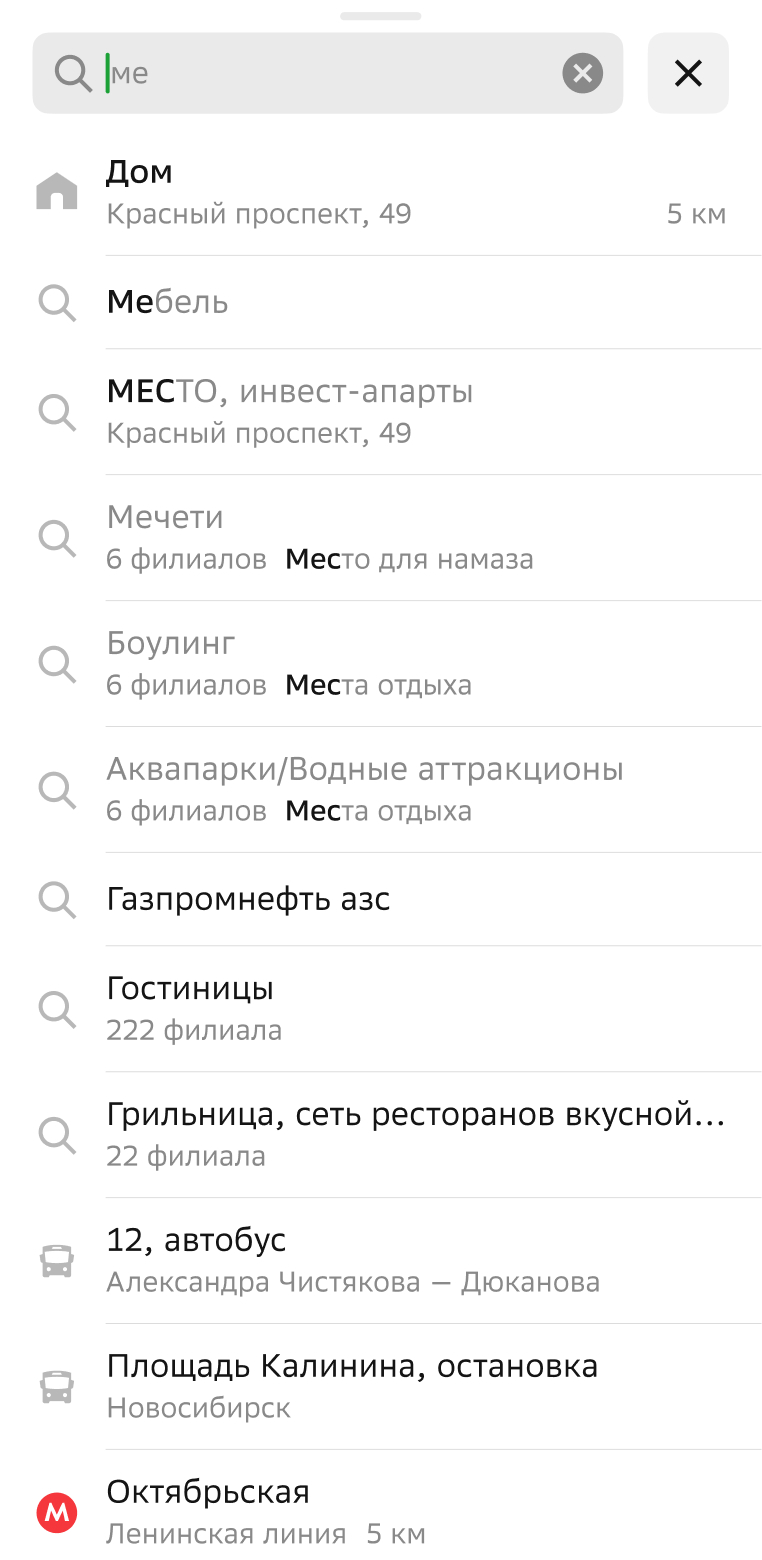 ме
Дом
Красный проспект, 49 5 км
Мебель
МЕСТО, инвест-апарты
Красный проспект, 49
Мечети
6 филиалов Место для намаза
Боулинг
6 филиалов Места отдыха
Аквапарки/Водные аттракционы
6 филиалов Места отдыха
Газпромнефть азс
Гостиницы
222 филиала
Грильница, сеть ресторанов вкусной...
22 филиала
12, автобус
Александра Чистякова — Дюканова
Площадь Калинина, остановка
Новосибирск
М Октябрьская
Ленинская линия 5 км